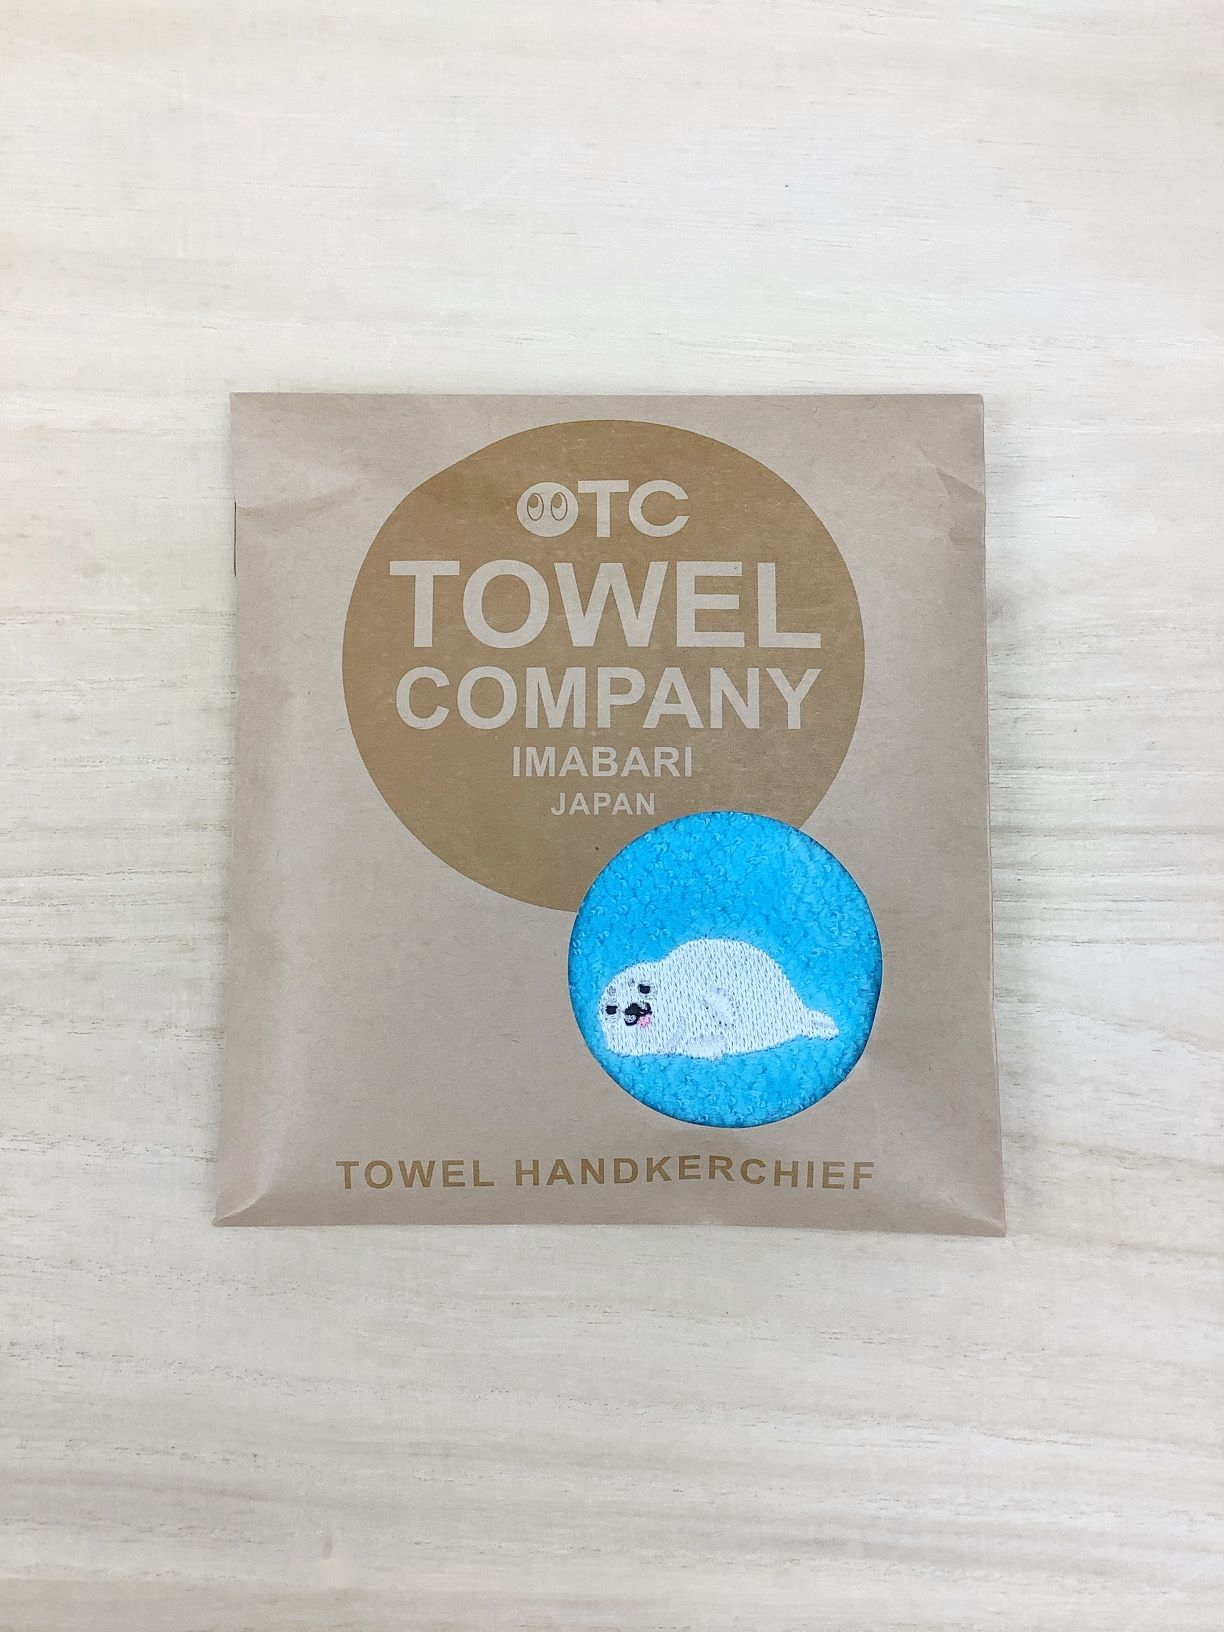 OTC
TOWEL
COMPANY
IMABARI
JAPAN
TOWEL HANDKERCHIEF